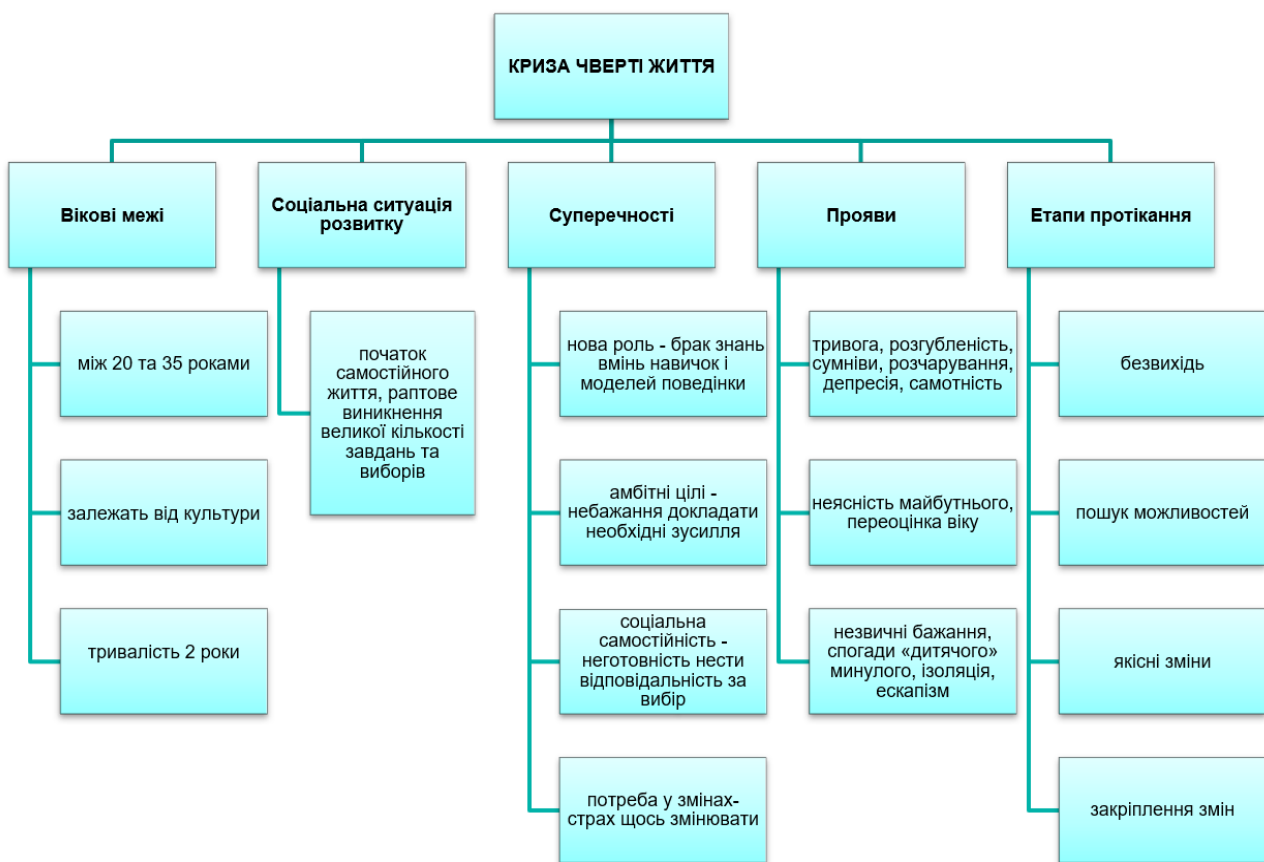 КРИЗА ЧВЕРТІ ЖИТТЯ
Вікові межі
між 20 та 35 роками
залежать від культури
тривалість 2 роки
Соціальна ситуація
розвитку
початок
самостійного
життя, раптове
виникнення
великої кількості
завдань та
виборів
Суперечності
нова роль - брак знань
вмінь навичок і
моделей поведінки
амбітні цілі -
небажання докладати
необхідні зусилля
соціальна
самостійність -
неготовність нести
відповідальність за
вибір
потреба у змінах-
страх щось змінювати
Прояви
тривога, розгубленість,
сумніви, розчарування,
депресія, самотність
неясність майбутнього,
переоцінка віку
незвичні бажання,
спогади «дитячого»
минулого, ізоляція,
ескапізм
Етапи протікання
безвихідь
пошук можливостей
якісні зміни
закріплення змін